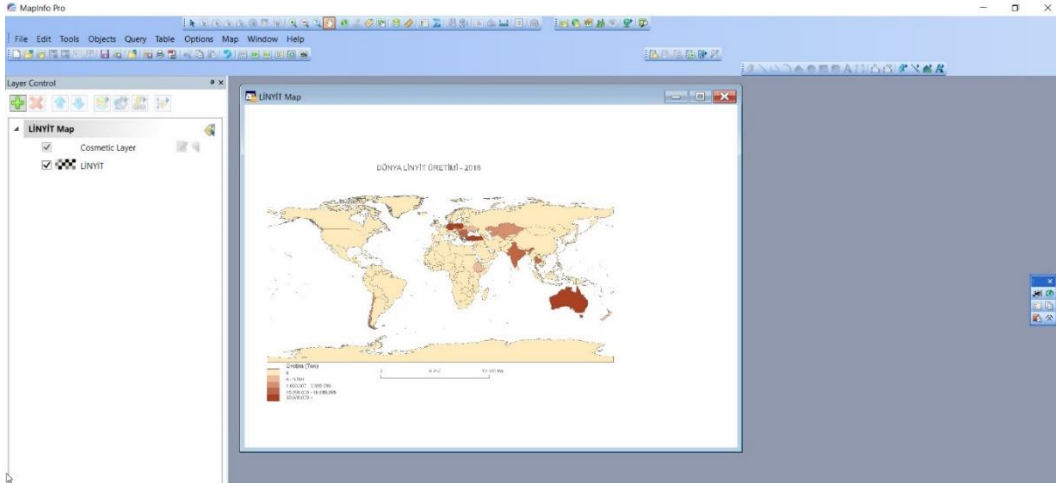 MapInfo Pro
File Edit Tools Objects Query Table Options Map Window Help
Layer Control
LİNYİT Map
Cosmetic Layer
LİNYİT
LİNYİT Map
DÜNYA LİNYİT ÜRETİMİ - 2018
Üretim (Ton)
0